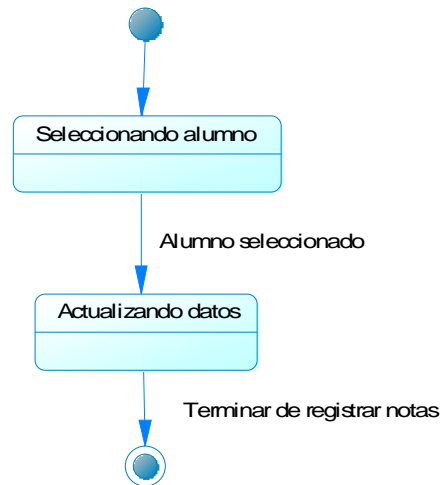 Seleccionando alumno
Alumno seleccionado
Actualizando datos
Terminar de registrar notas